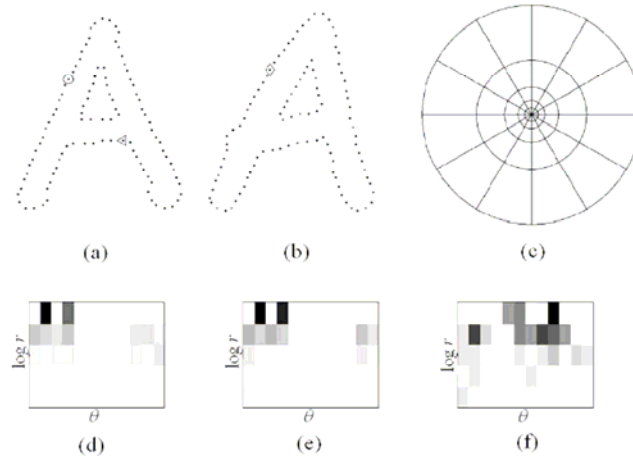 (a) (b) (c)
log r log r log r
θ θ θ
(d) (e) (f)